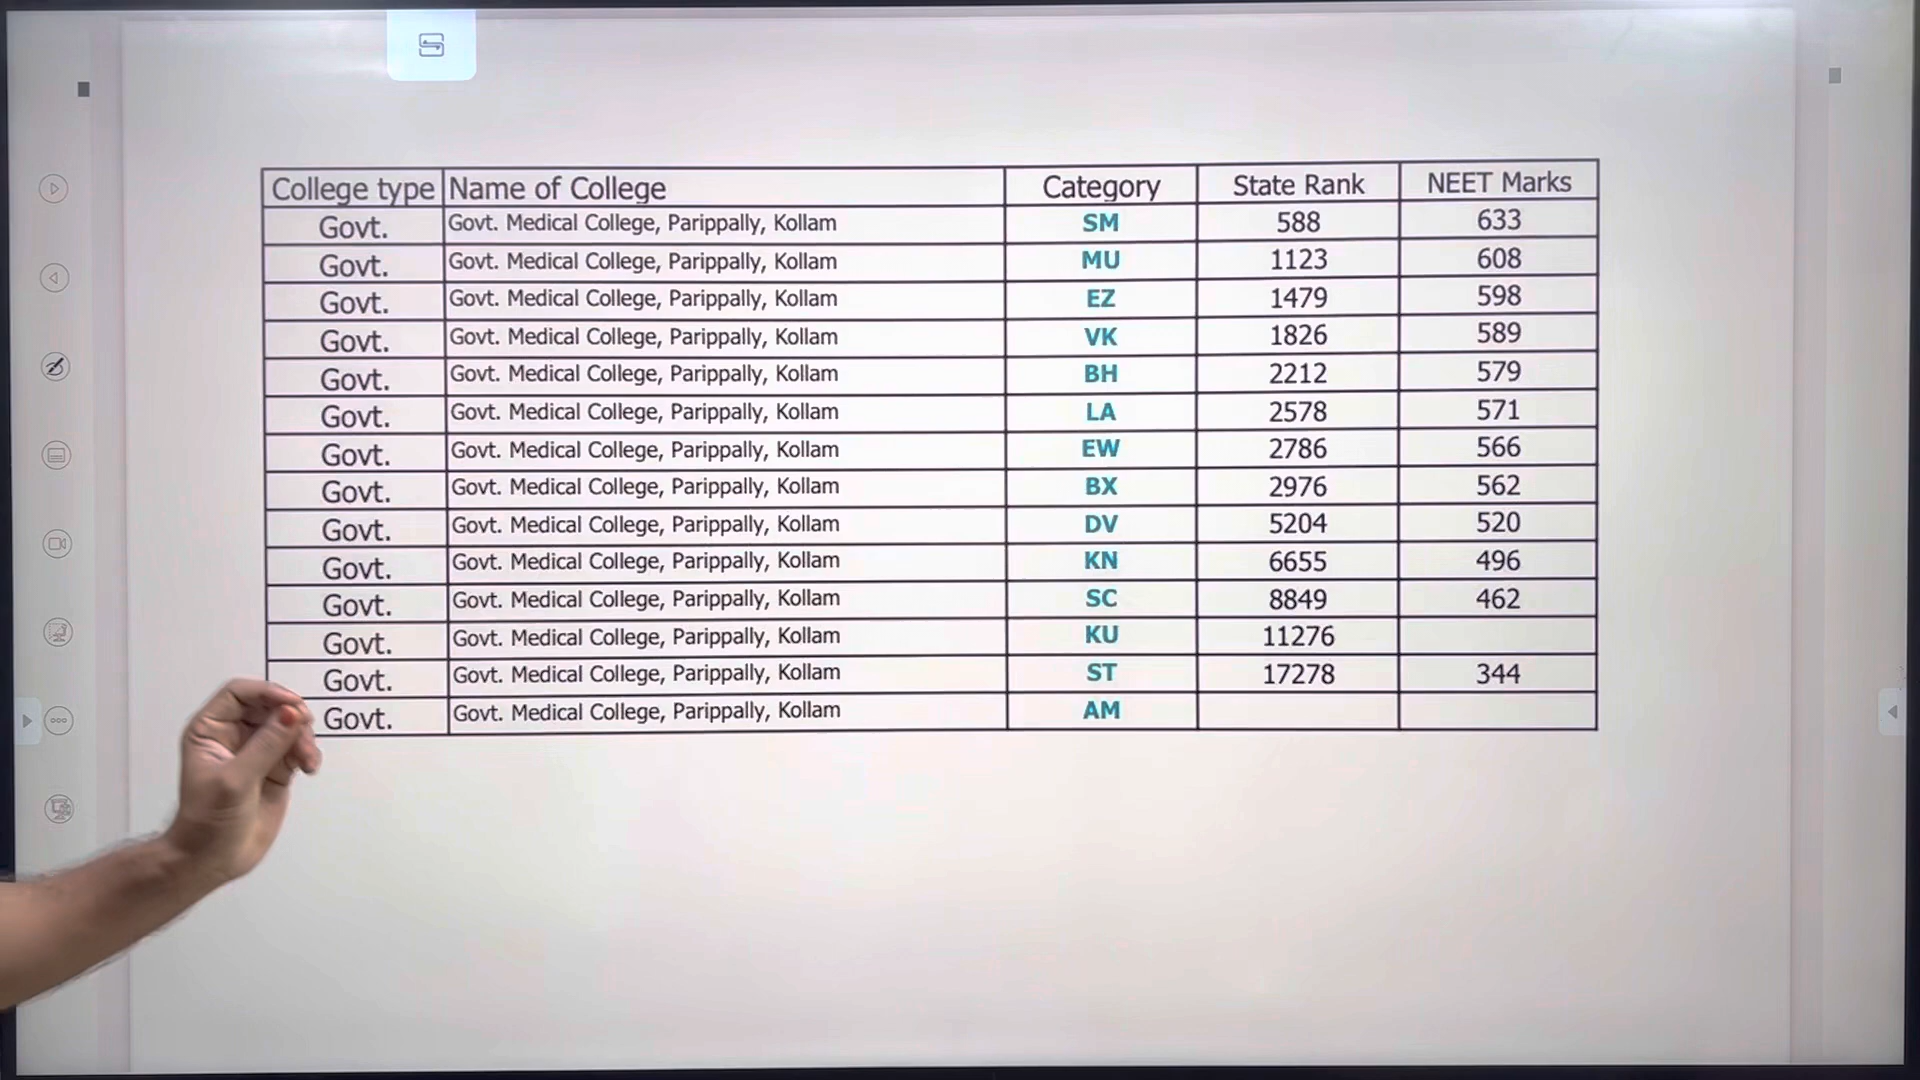 College type Name of College Category State Rank NEET Marks
Govt. Govt. Medical College, Parippally, Kollam SM 588 633
Govt. Govt. Medical College, Parippally, Kollam MU 1123 608
Govt. Govt. Medical College, Parippally, Kollam EZ 1479 598
Govt. Govt. Medical College, Parippally, Kollam VK 1826 589
Govt. Govt. Medical College, Parippally, Kollam BH 2212 579
Govt. Govt. Medical College, Parippally, Kollam LA 2578 571
Govt. Govt. Medical College, Parippally, Kollam EW 2786 566
Govt. Govt. Medical College, Parippally, Kollam BX 2976 562
Govt. Govt. Medical College, Parippally, Kollam DV 5204 520
Govt. Govt. Medical College, Parippally, Kollam KN 6655 496
Govt. Govt. Medical College, Parippally, Kollam SC 8849 462
Govt. Govt. Medical College, Parippally, Kollam KU 11276
Govt. Govt. Medical College, Parippally, Kollam ST 17278 344
Govt. Govt. Medical College, Parippally, Kollam AM